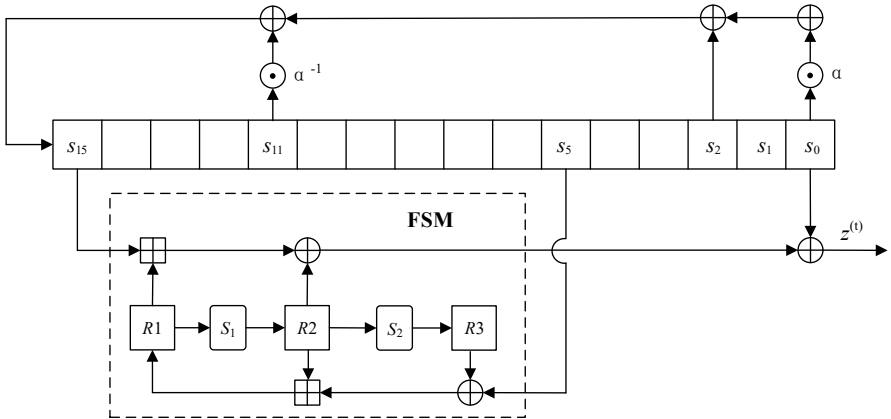 α⁻¹
α
s₁₅ s₁₁ s₅ s₂ s₁ s₀
FSM
z⁽ᵗ⁾
R1 S₁ R2 S₂ R3